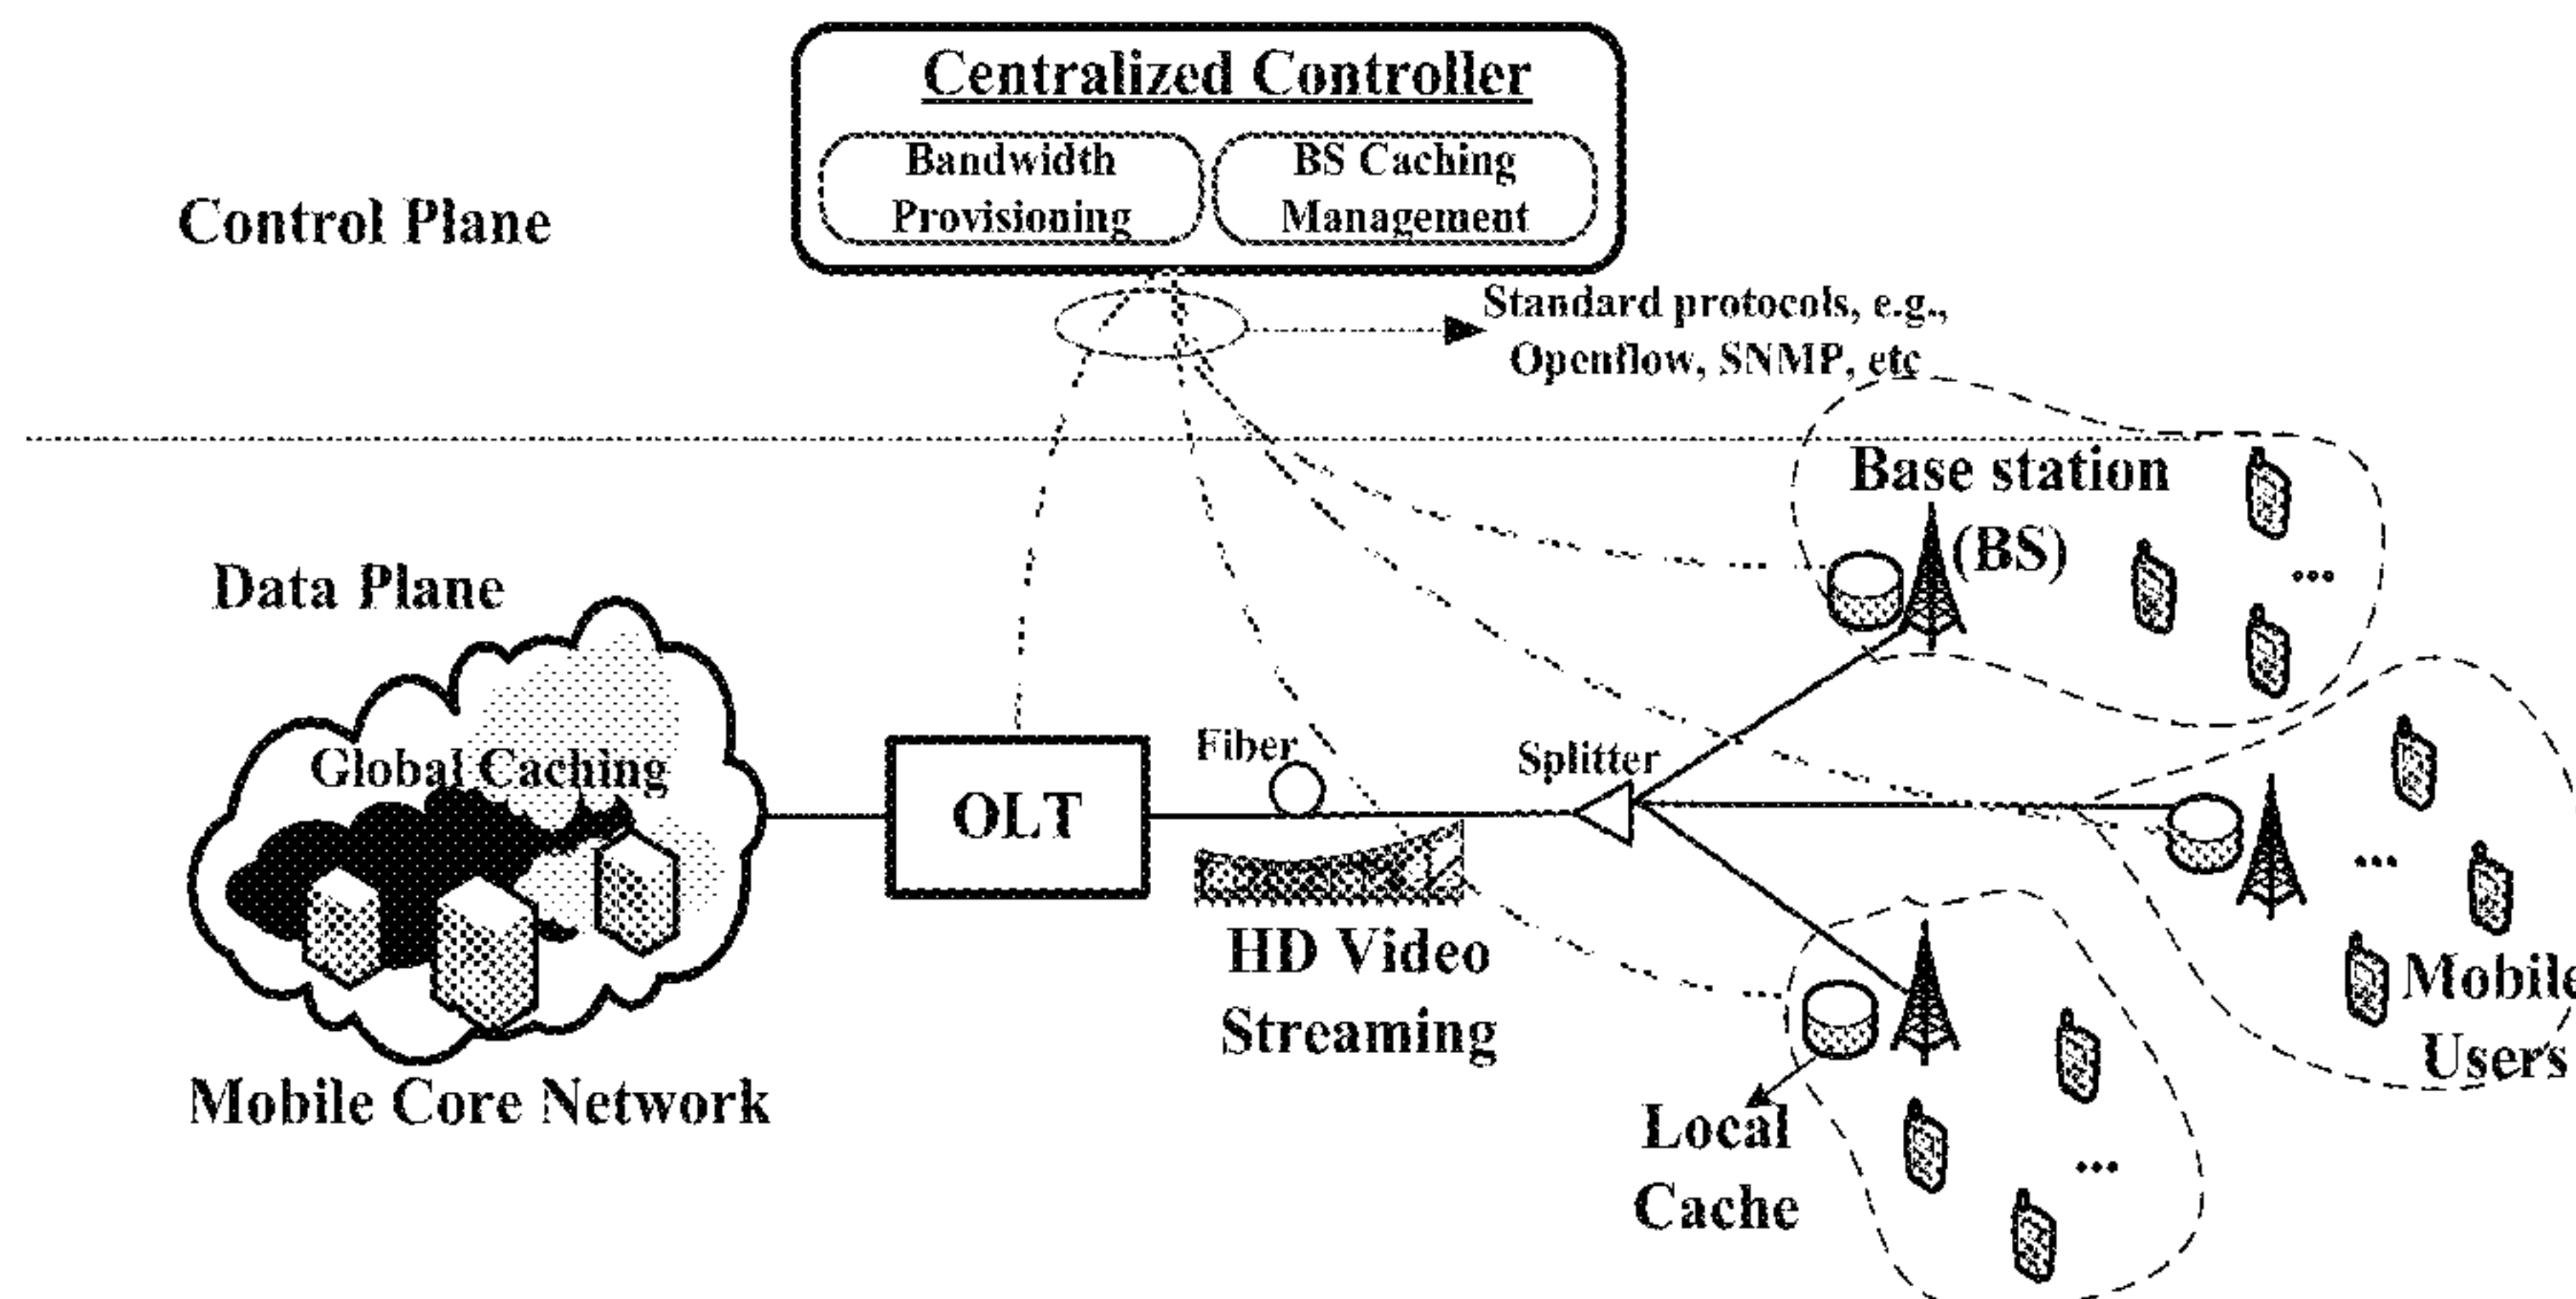 Centralized Controller
Bandwidth
Provisioning
BS Caching
Management
Control Plane
Standard protocols, e.g.,
Openflow, SNMP, etc
Base station
(BS)
Data Plane
Global Caching
Fiber
Splitter
OLT
HD Video
Streaming
Mobile
Users
Mobile Core Network
Local
Cache